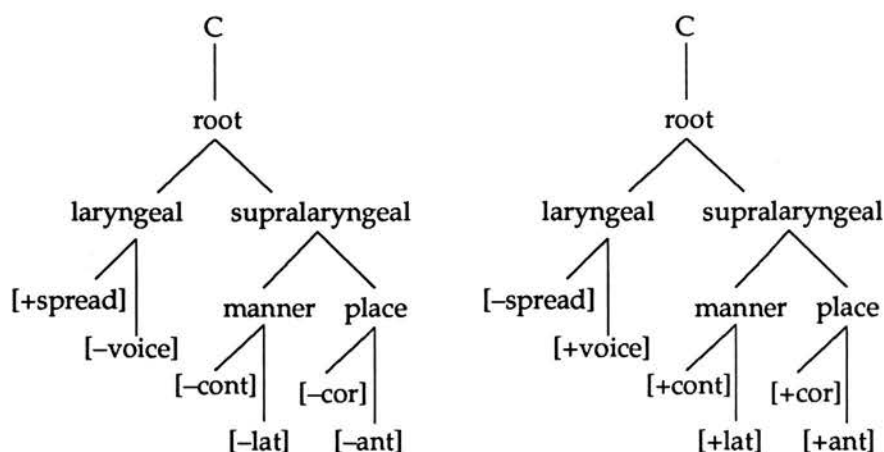 C C
root root
laryngeal supralaryngeal laryngeal supralaryngeal
[+spread] manner place [–spread] manner place
[–voice] [+voice]
[–cont] [–cor] [+cont] [+cor]
[–lat] [–ant] [+lat] [+ant]